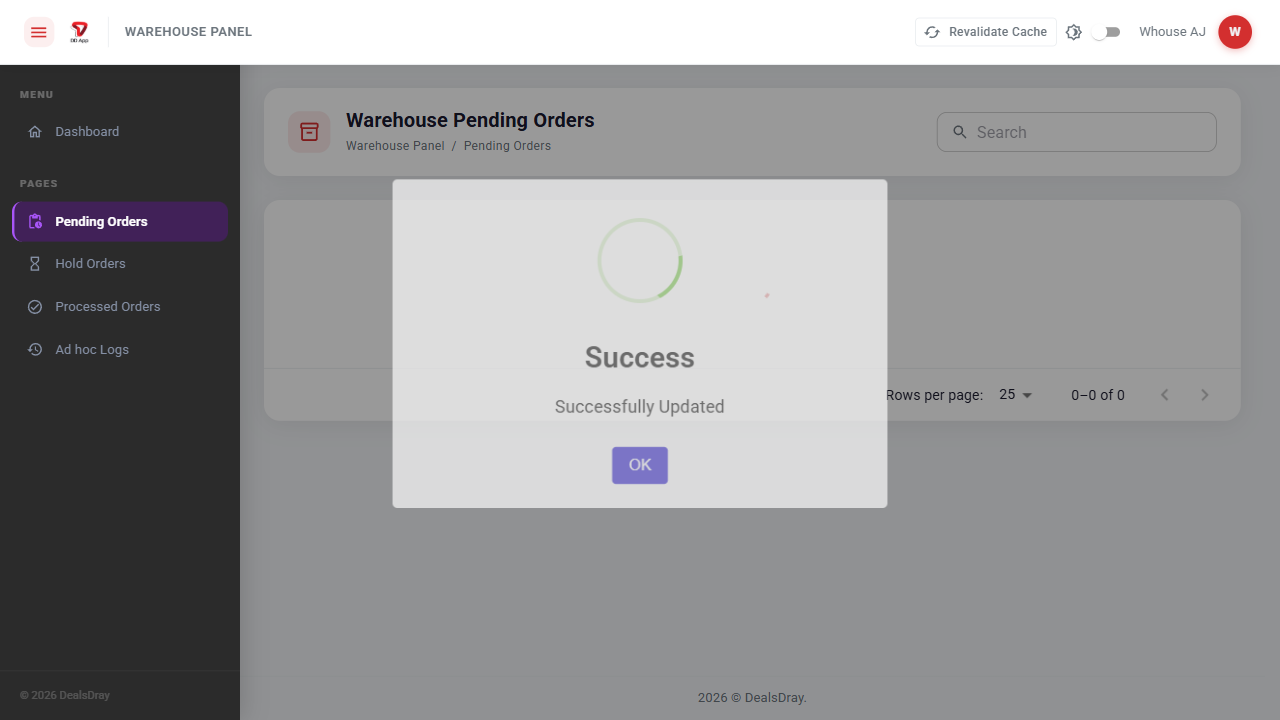 DD App
WAREHOUSE PANEL
Revalidate Cache
Whouse AJ
W
MENU
Dashboard
PAGES
Pending Orders
Hold Orders
Processed Orders
Ad hoc Logs
© 2026 DealsDray
Warehouse Pending Orders
Warehouse Panel / Pending Orders
Search
Success
Successfully Updated
OK
Rows per page:
25
0–0 of 0
2026 © DealsDray.